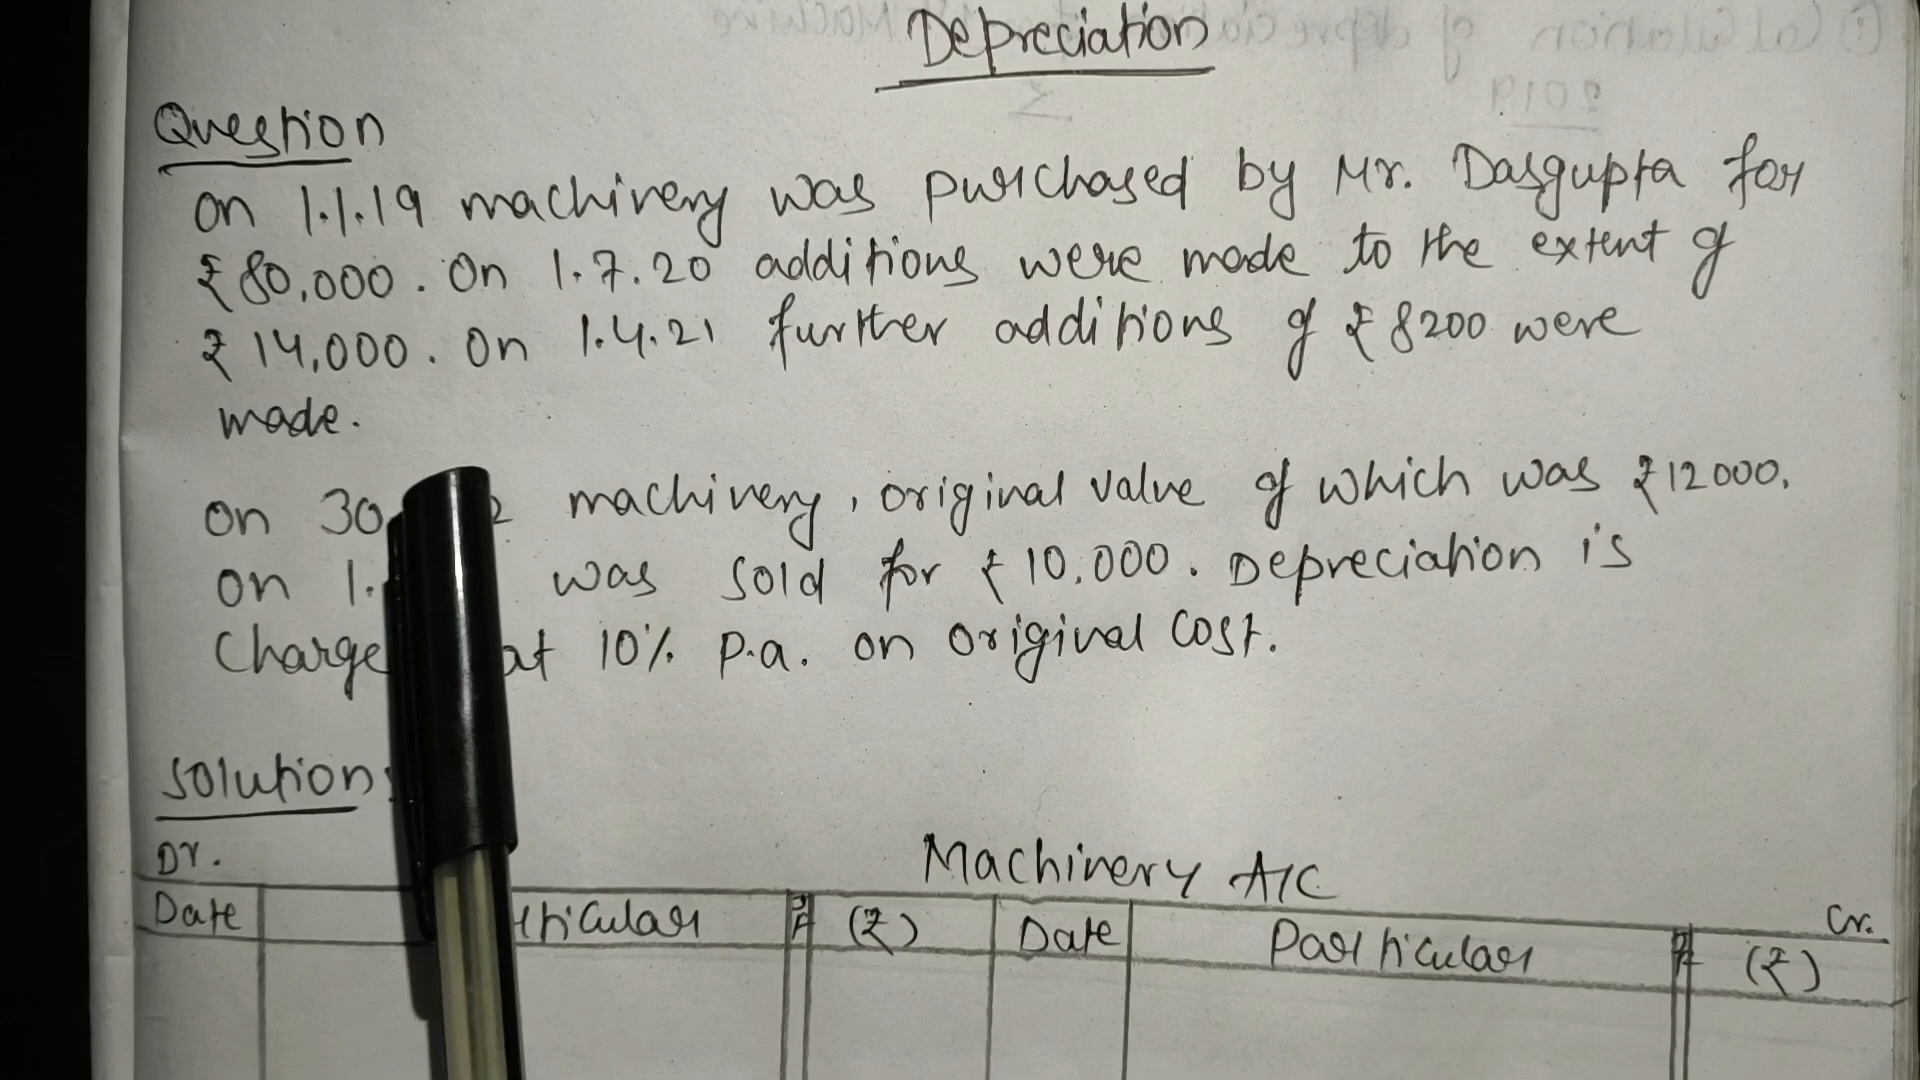 Depreciation
Question
On 1.1.19 machinery was purchased by Mr. Dasgupta for
₹80,000. On 1.7.20 additions were made to the extent of
₹14,000. On 1.4.21 further additions of ₹8200 were
made.
On 30 machinery, original value of which was ₹12000.
on 1. was sold for ₹10,000. Depreciation is
at 10% p.a. on original cost.
Solution:
Dr.
Machinery A/C
Cr.
Date (₹) Date Particular (₹)